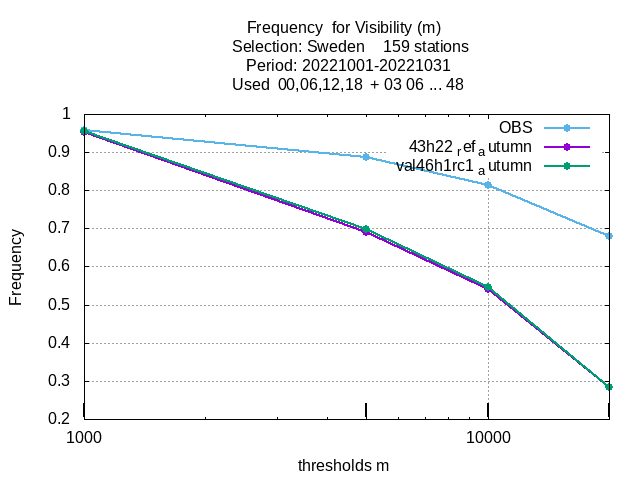 Frequency for Visibility (m)
Selection: Sweden 159 stations
Period: 20221001-20221031
Used 00,06,12,18 + 03 06 ... 48
1
0.9
0.8
0.7
0.6
0.5
0.4
0.3
0.2
Frequency
OBS
43h22 ref autumn
val46h1rc1 autumn
1000
10000
thresholds m